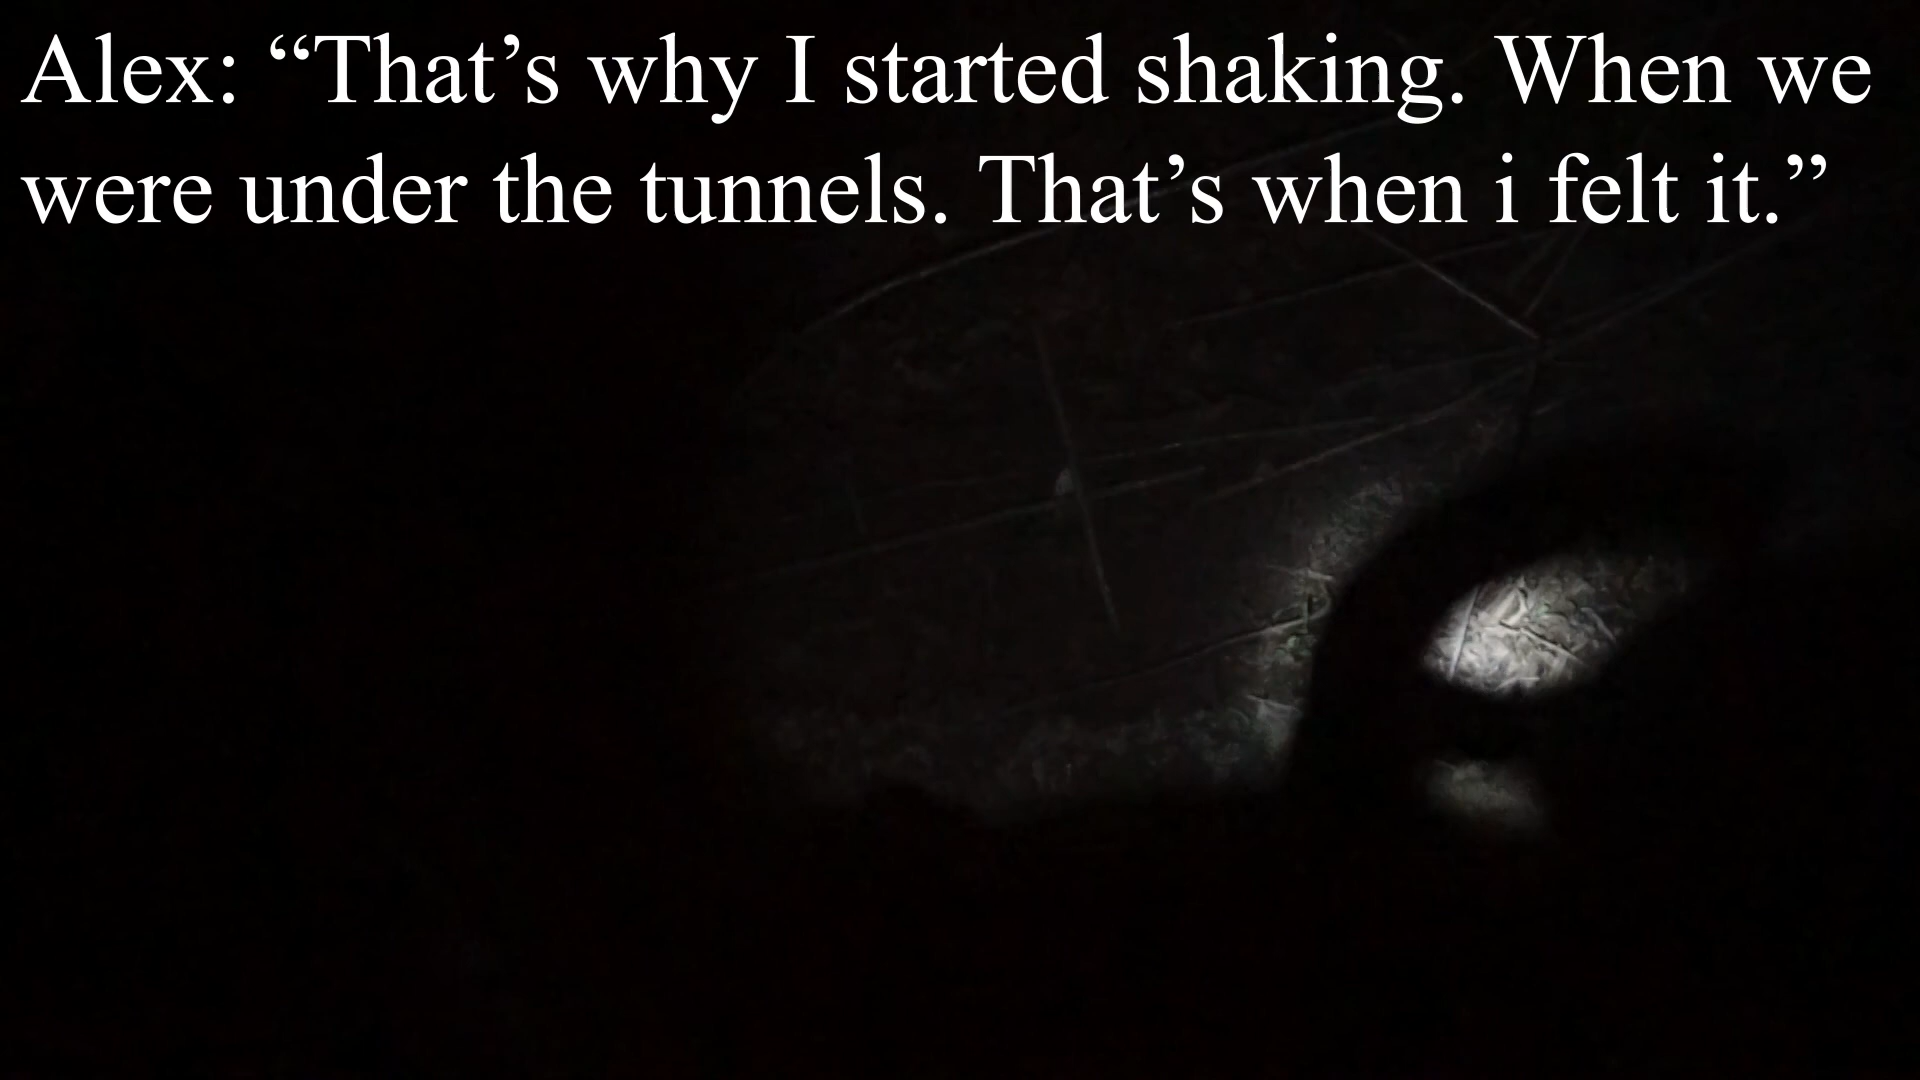 Alex: “That’s why I started shaking. When we
were under the tunnels. That’s when i felt it.”